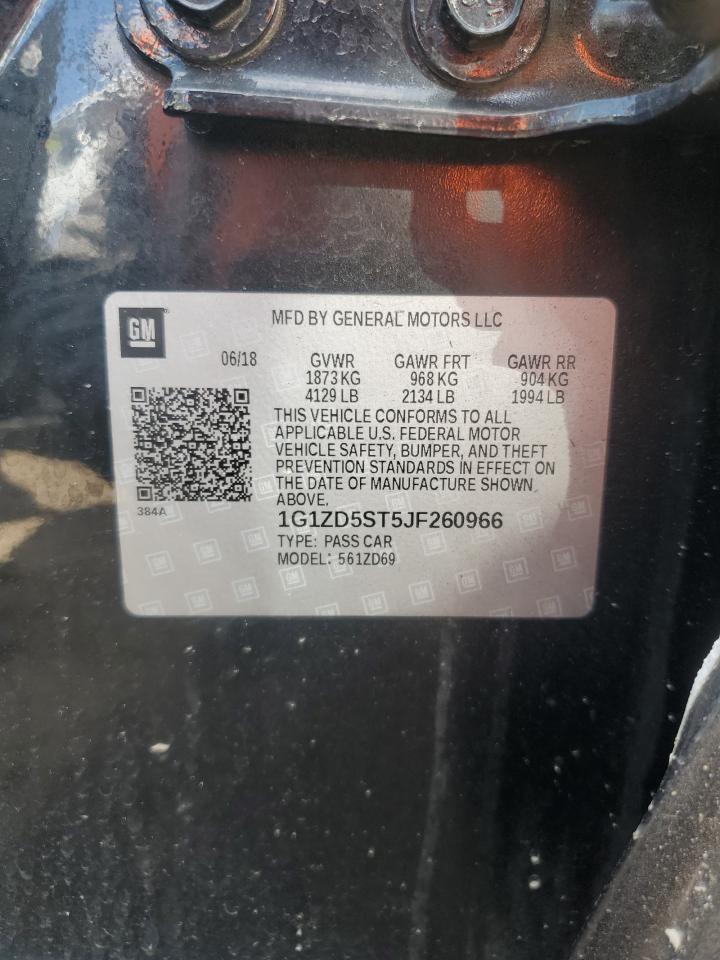 GM
MFD BY GENERAL MOTORS LLC
06/18 GVWR GAWR FRT GAWR RR
1873 KG 968 KG 904 KG
4129 LB 2134 LB 1994 LB
THIS VEHICLE CONFORMS TO ALL
APPLICABLE U.S. FEDERAL MOTOR
VEHICLE SAFETY, BUMPER, AND THEFT
PREVENTION STANDARDS IN EFFECT ON
THE DATE OF MANUFACTURE SHOWN
ABOVE.
384A
1G1ZD5ST5JF260966
TYPE: PASS CAR
MODEL: 561ZD69